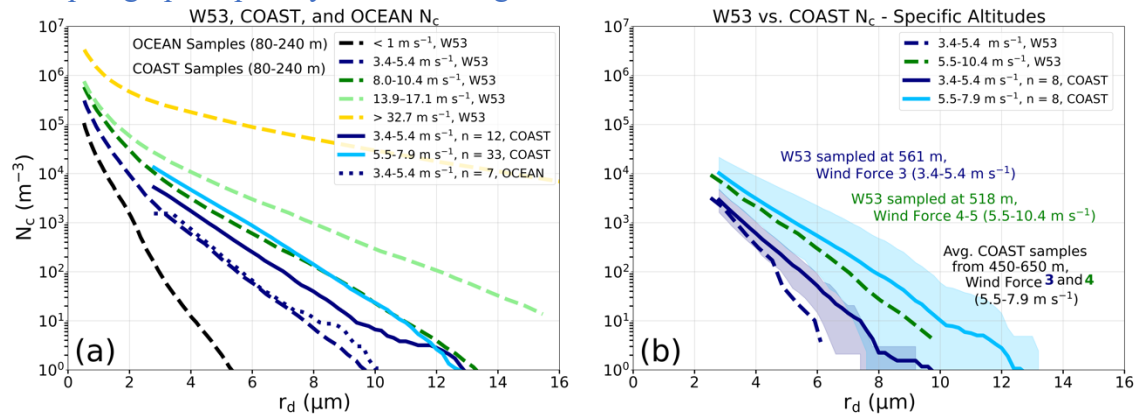 W53, COAST, and OCEAN Nc
N_c (m⁻³)
10⁷
10⁶
10⁵
10⁴
10³
10²
10¹
10⁰
OCEAN Samples (80-240 m)
COAST Samples (80-240 m)
< 1 m s⁻¹, W53
3.4-5.4 m s⁻¹, W53
8.0-10.4 m s⁻¹, W53
13.9–17.1 m s⁻¹, W53
> 32.7 m s⁻¹, W53
3.4-5.4 m s⁻¹, n = 12, COAST
5.5-7.9 m s⁻¹, n = 33, COAST
3.4-5.4 m s⁻¹, n = 7, OCEAN
(a)
0 2 4 6 8 10 12 14 16
r_d (μm)
W53 vs. COAST N_c - Specific Altitudes
10⁷
10⁶
10⁵
10⁴
10³
10²
10¹
10⁰
3.4-5.4 m s⁻¹, W53
5.5-10.4 m s⁻¹, W53
3.4-5.4 m s⁻¹, n = 8, COAST
5.5-7.9 m s⁻¹, n = 8, COAST
W53 sampled at 561 m,
Wind Force 3 (3.4-5.4 m s⁻¹)
W53 sampled at 518 m,
Wind Force 4-5 (5.5-10.4 m s⁻¹)
Avg. COAST samples
from 450-650 m,
Wind Force 3 and 4
(5.5-7.9 m s⁻¹)
(b)
0 2 4 6 8 10 12 14 16
r_d (μm)